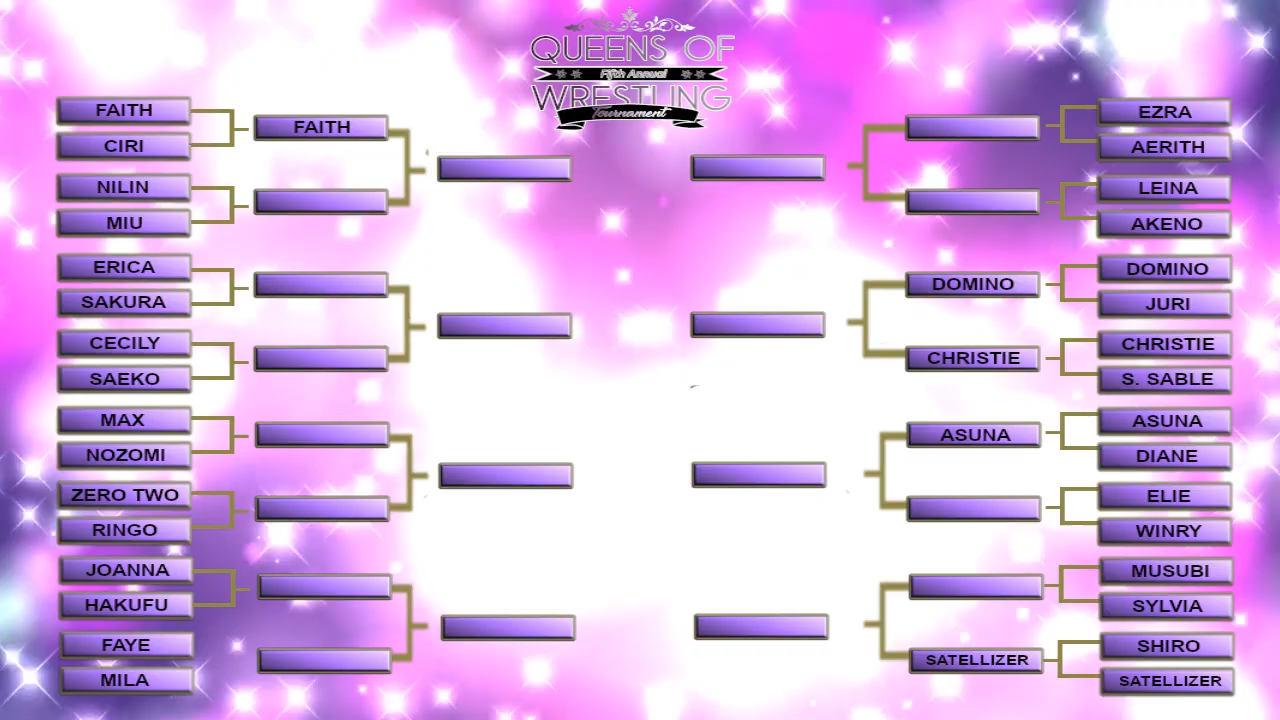 QUEENS OF
Fifth Annual
WRESTLING
Tournament
FAITH
CIRI
NILIN
MIU
ERICA
SAKURA
CECILY
SAEKO
MAX
NOZOMI
ZERO TWO
RINGO
JOANNA
HAKUFU
FAYE
MILA
FAITH
DOMINO
CHRISTIE
ASUNA
SATELLIZER
EZRA
AERITH
LEINA
AKENO
DOMINO
JURI
CHRISTIE
S. SABLE
ASUNA
DIANE
ELIE
WINRY
MUSUBI
SYLVIA
SHIRO
SATELLIZER